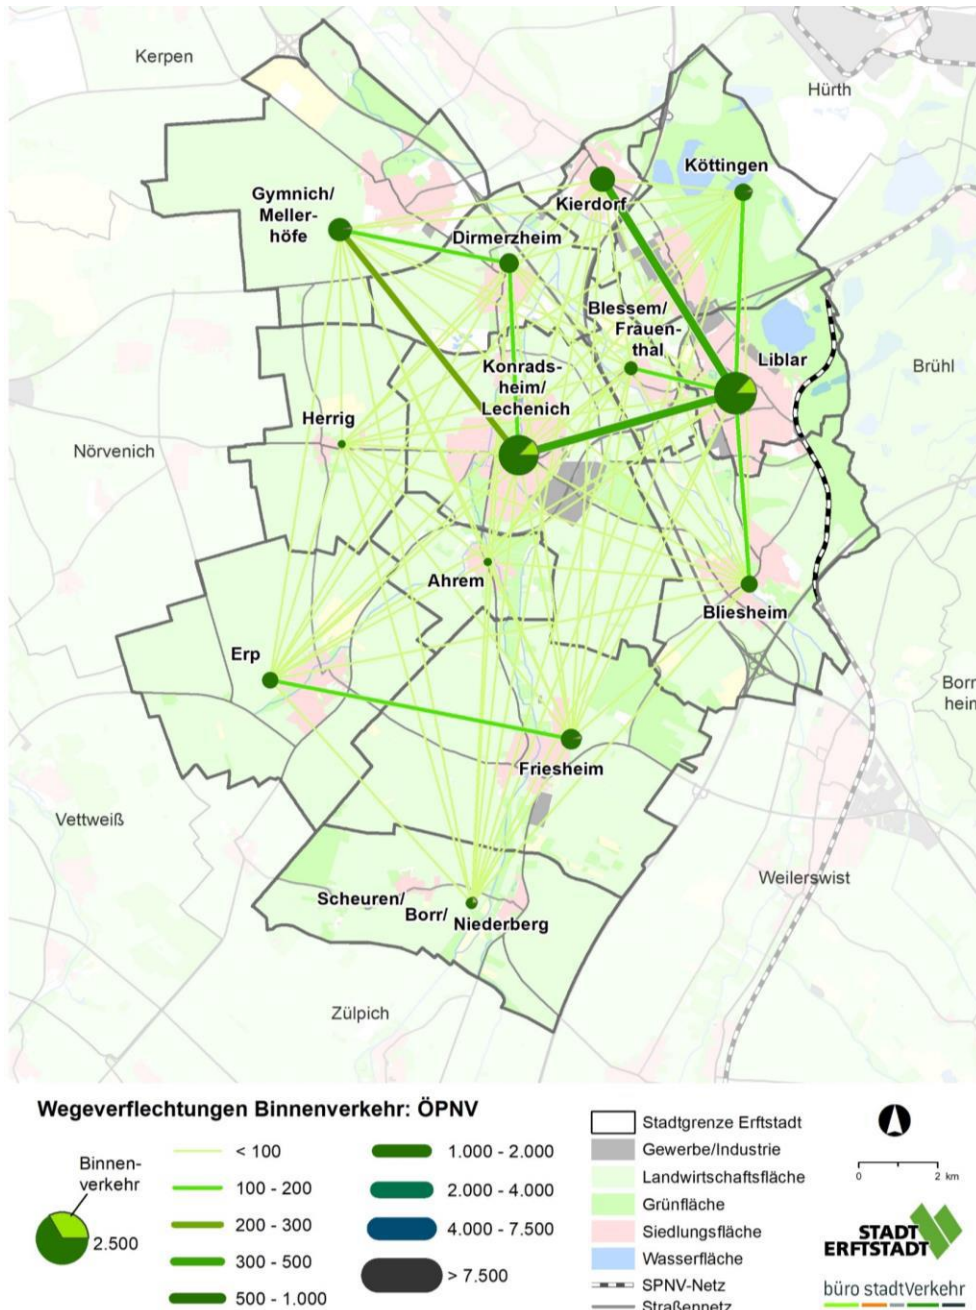 Kerpen
Hürth
Köttingen
Gymnich/
Meller-
höfe
Kierdorf
Dirmerzheim
Blessem/
Frauen-
thal
Liblar
Konrads-
heim/
Lechenich
Brühl
Herrig
Nörvenich
Ahrem
Bliesheim
Erp
Born
heim
Friesheim
Vettweiß
Weilerswist
Scheuren/
Borr/
Niederberg
Zülpich
Wegeverflechtungen Binnenverkehr: ÖPNV
Binnen-
verkehr
2.500
< 100
100 - 200
200 - 300
300 - 500
500 - 1.000
1.000 - 2.000
2.000 - 4.000
4.000 - 7.500
> 7.500
Stadtgrenze Erftstadt
Gewerbe/Industrie
Landwirtschaftsfläche
Grünfläche
Siedlungsfläche
Wasserfläche
SPNV-Netz
Straßennetz
0 2 km
STADT
ERFTSTADT
büro stadtVerkehr